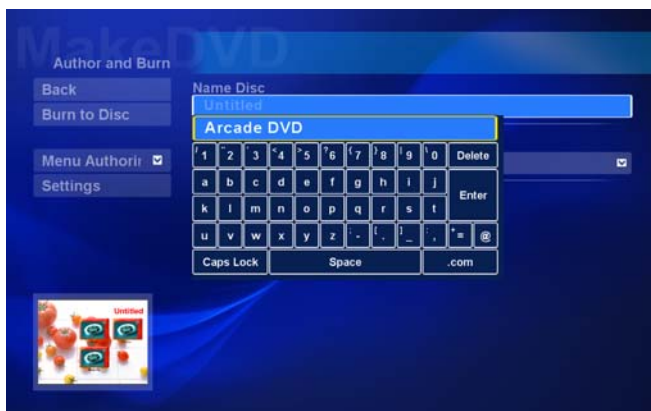 MakeDVD
Author and Burn
Back
Burn to Disc
Menu Authorin
Settings
Name Disc
Untitled
Arcade DVD
1 2 3 4 5 6 7 8 9 0 Delete
a b c d e f g h i j
Enter
k l m n o p q r s t
u v w x y z - . _ , = @
Caps Lock Space .com
Untitled